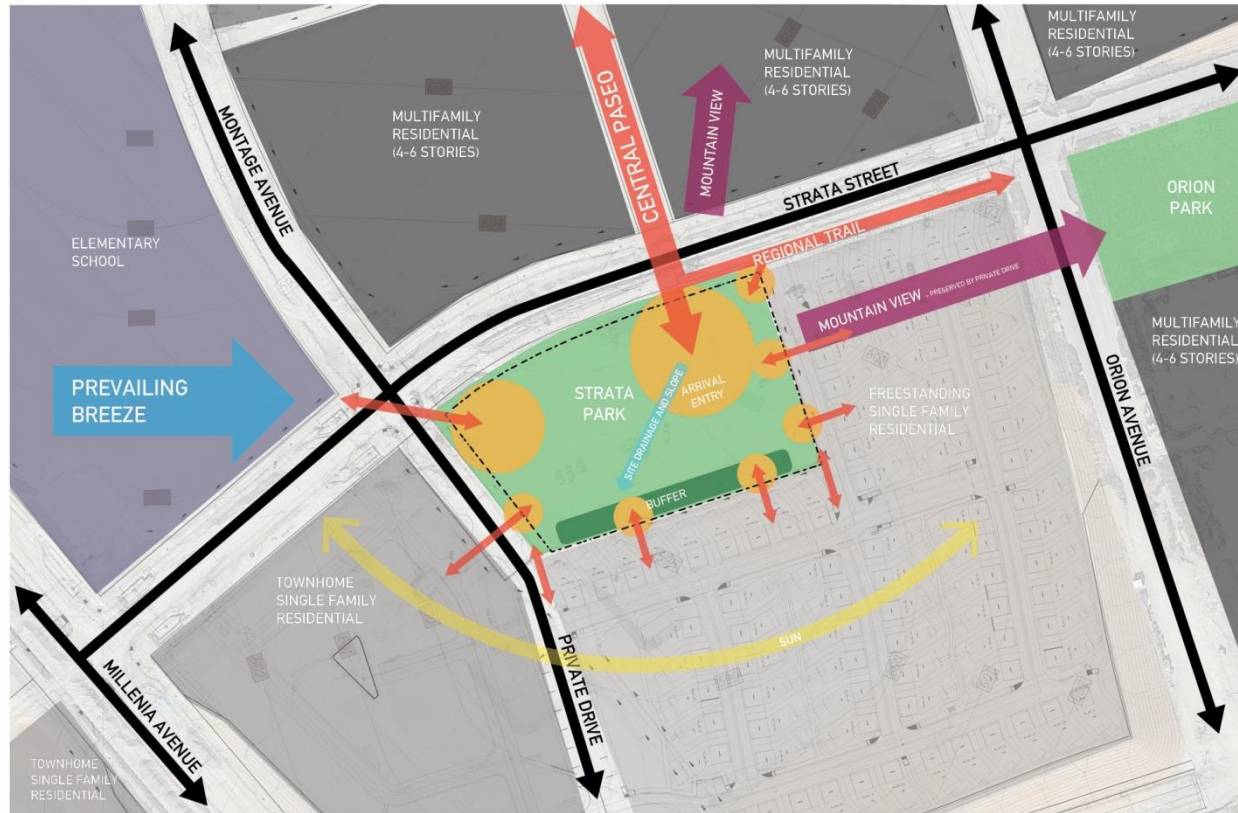 MULTIFAMILY
RESIDENTIAL
(4-6 STORIES)
MULTIFAMILY
RESIDENTIAL
(4-6 STORIES)
MULTIFAMILY
RESIDENTIAL
(4-6 STORIES)
MONTAGE AVENUE
CENTRAL PASEO
MOUNTAIN VIEW
STRATA STREET
ORION
PARK
ELEMENTARY
SCHOOL
REGIONAL TRAIL
MOUNTAIN VIEW - PRESERVED BY PRIVATE DRIVE
MULTIFAMILY
RESIDENTIAL
(4-6 STORIES)
ORION AVENUE
PREVAILING
BREEZE
STRATA
PARK
ARRIVAL
ENTRY
SITE DRAINAGE AND SLOPE
FREESTANDING
SINGLE FAMILY
RESIDENTIAL
BUFFER
TOWNHOME
SINGLE FAMILY
RESIDENTIAL
SUN
PRIVATE DRIVE
MILLENIA AVENUE
TOWNHOME
SINGLE FAMILY
RESIDENTIAL